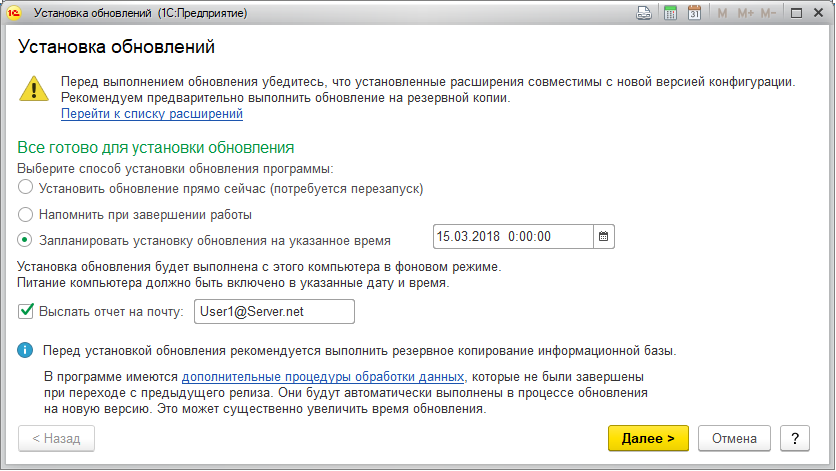 1С Установка обновлений (1С:Предприятие) 31 M M+ M-
Установка обновлений
Перед выполнением обновления убедитесь, что установленные расширения совместимы с новой версией конфигурации.
Рекомендуем предварительно выполнить обновление на резервной копии.
Перейти к списку расширений
Все готово для установки обновления
Выберите способ установки обновления программы:
Установить обновление прямо сейчас (потребуется перезапуск)
Напомнить при завершении работы
Запланировать установку обновления на указанное время 15.03.2018 0:00:00
Установка обновления будет выполнена с этого компьютера в фоновом режиме.
Питание компьютера должно быть включено в указанные дату и время.
Выслать отчет на почту: User1@Server.net
Перед установкой обновления рекомендуется выполнить резервное копирование информационной базы.
В программе имеются дополнительные процедуры обработки данных, которые не были завершены
при переходе с предыдущего релиза. Они будут автоматически выполнены в процессе обновления
на новую версию. Это может существенно увеличить время обновления.
< Назад Далее > Отмена ?